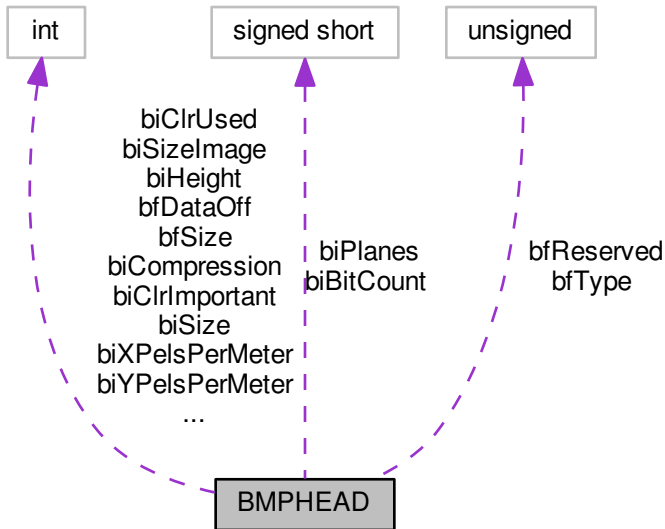 int
signed short
unsigned
biClrUsed
biSizeImage
biHeight
bfDataOff
bfSize
biCompression
biClrImportant
biSize
biXPelsPerMeter
biYPelsPerMeter
...
biPlanes
biBitCount
bfReserved
bfType
BMPHEAD